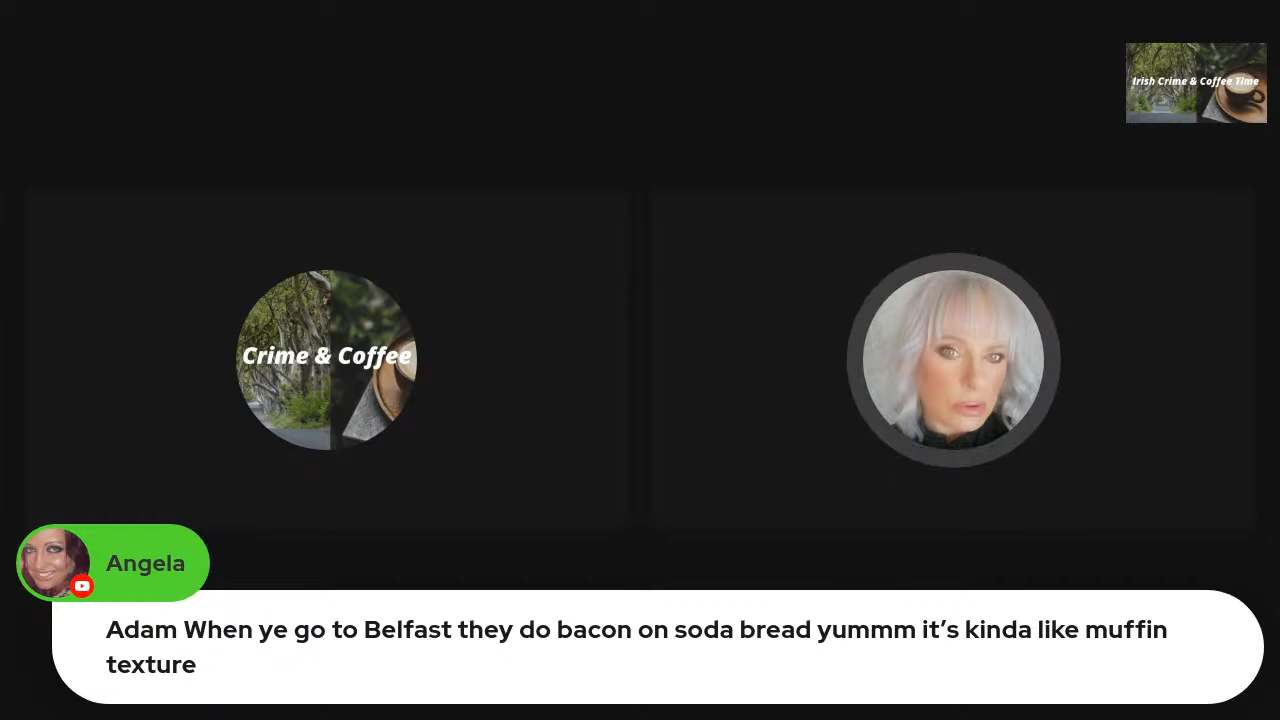 Irish Crime & Coffee Time
Crime & Coffee
Angela
Adam When ye go to Belfast they do bacon on soda bread yummm it’s kinda like muffin
texture